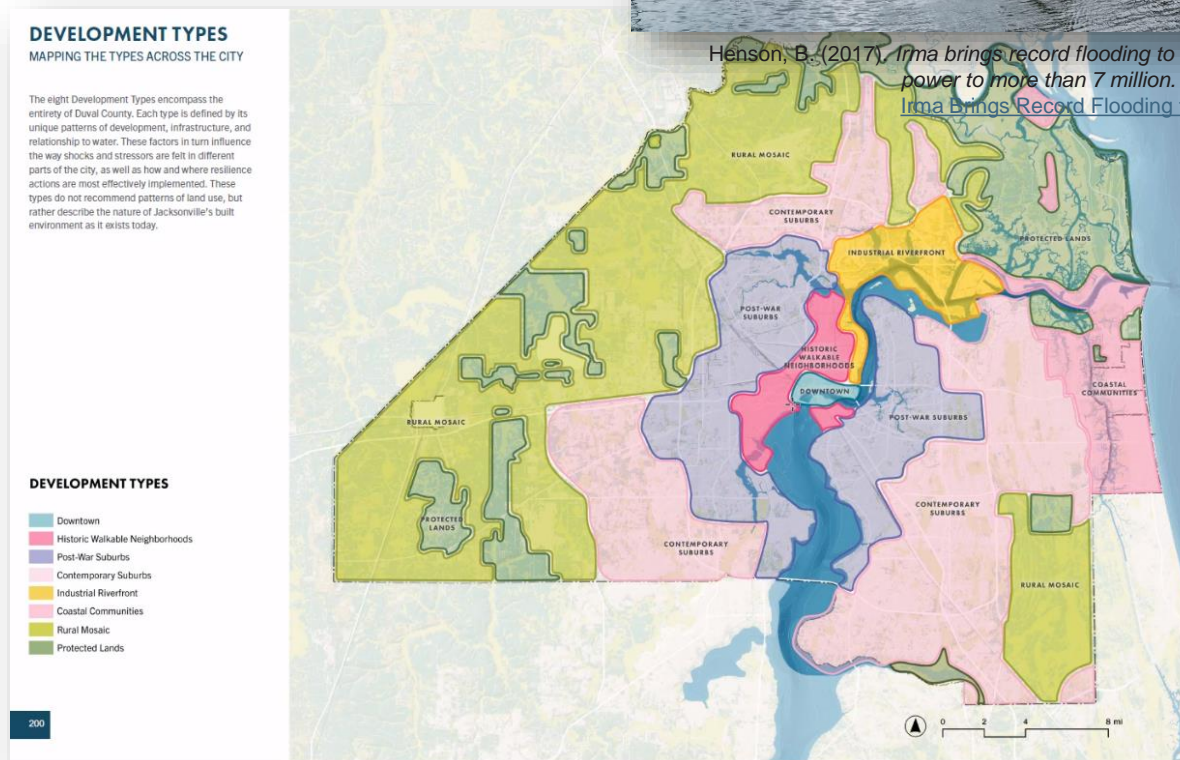 DEVELOPMENT TYPES
MAPPING THE TYPES ACROSS THE CITY
The eight Development Types encompass the
entirety of Duval County. Each type is defined by its
unique patterns of development, infrastructure, and
relationship to water. These factors in turn influence
the way shocks and stressors are felt in different
parts of the city, as well as how and where resilience
actions are most effectively implemented. These
types do not recommend patterns of land use, but
rather describe the nature of Jacksonville's built
environment as it exists today.
DEVELOPMENT TYPES
Downtown
Historic Walkable Neighborhoods
Post-War Suburbs
Contemporary Suburbs
Industrial Riverfront
Coastal Communities
Rural Mosaic
Protected Lands
200
Henson, B. (2017). Irma brings record flooding to
power to more than 7 million.
Irma Brings Record Flooding
RURAL MOSAIC
CONTEMPORARY
SUBURBS
PROTECTED LANDS
INDUSTRIAL RIVERFRONT
POST-WAR
SUBURBS
HISTORIC
WALKABLE
NEIGHBORHOODS
DOWNTOWN
COASTAL
COMMUNITIES
RURAL MOSAIC
POST-WAR SUBURBS
PROTECTED
LANDS
CONTEMPORARY
SUBURBS
CONTEMPORARY
SUBURBS
RURAL MOSAIC
0 2 4 8 mi